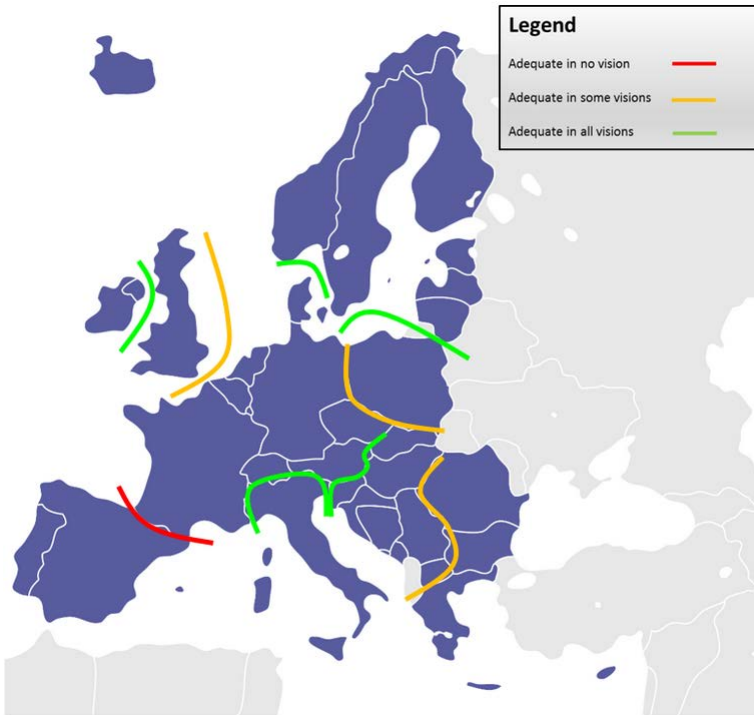 Legend
Adequate in no vision
Adequate in some visions
Adequate in all visions